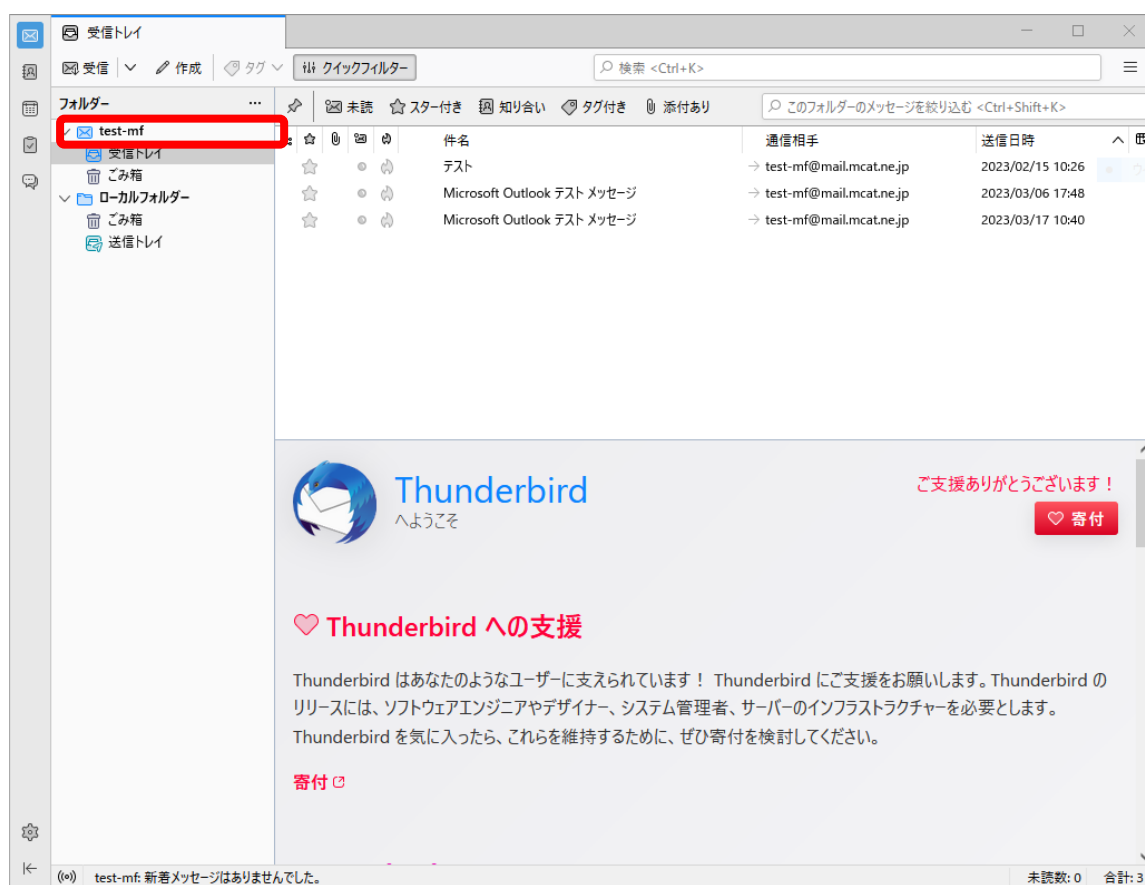 受信トレイ
受信 作成 タグ クイックフィルター 検索 <Ctrl+K>
フォルダー ... 未読 スター付き 知り合い タグ付き 添付あり このフォルダーのメッセージを絞り込む <Ctrl+Shift+K>
test-mf
件名 通信相手 送信日時
受信トレイ
テスト → test-mf@mail.mcat.ne.jp 2023/02/15 10:26
ごみ箱
Microsoft Outlook テスト メッセージ → test-mf@mail.mcat.ne.jp 2023/03/06 17:48
ローカルフォルダー
Microsoft Outlook テスト メッセージ → test-mf@mail.mcat.ne.jp 2023/03/17 10:40
ごみ箱
送信トレイ
Thunderbird
へようこそ
ご支援ありがとうございます！
寄付
Thunderbird への支援
Thunderbird はあなたのようなユーザーに支えられています！ Thunderbird にご支援をお願いします。Thunderbird の
リリースには、ソフトウェアエンジニアやデザイナー、システム管理者、サーバーのインフラストラクチャーを必要とします。
Thunderbird を気に入ったら、これらを維持するために、ぜひ寄付を検討してください。
寄付
test-mf: 新着メッセージはありませんでした。 未読数: 0 合計: 3